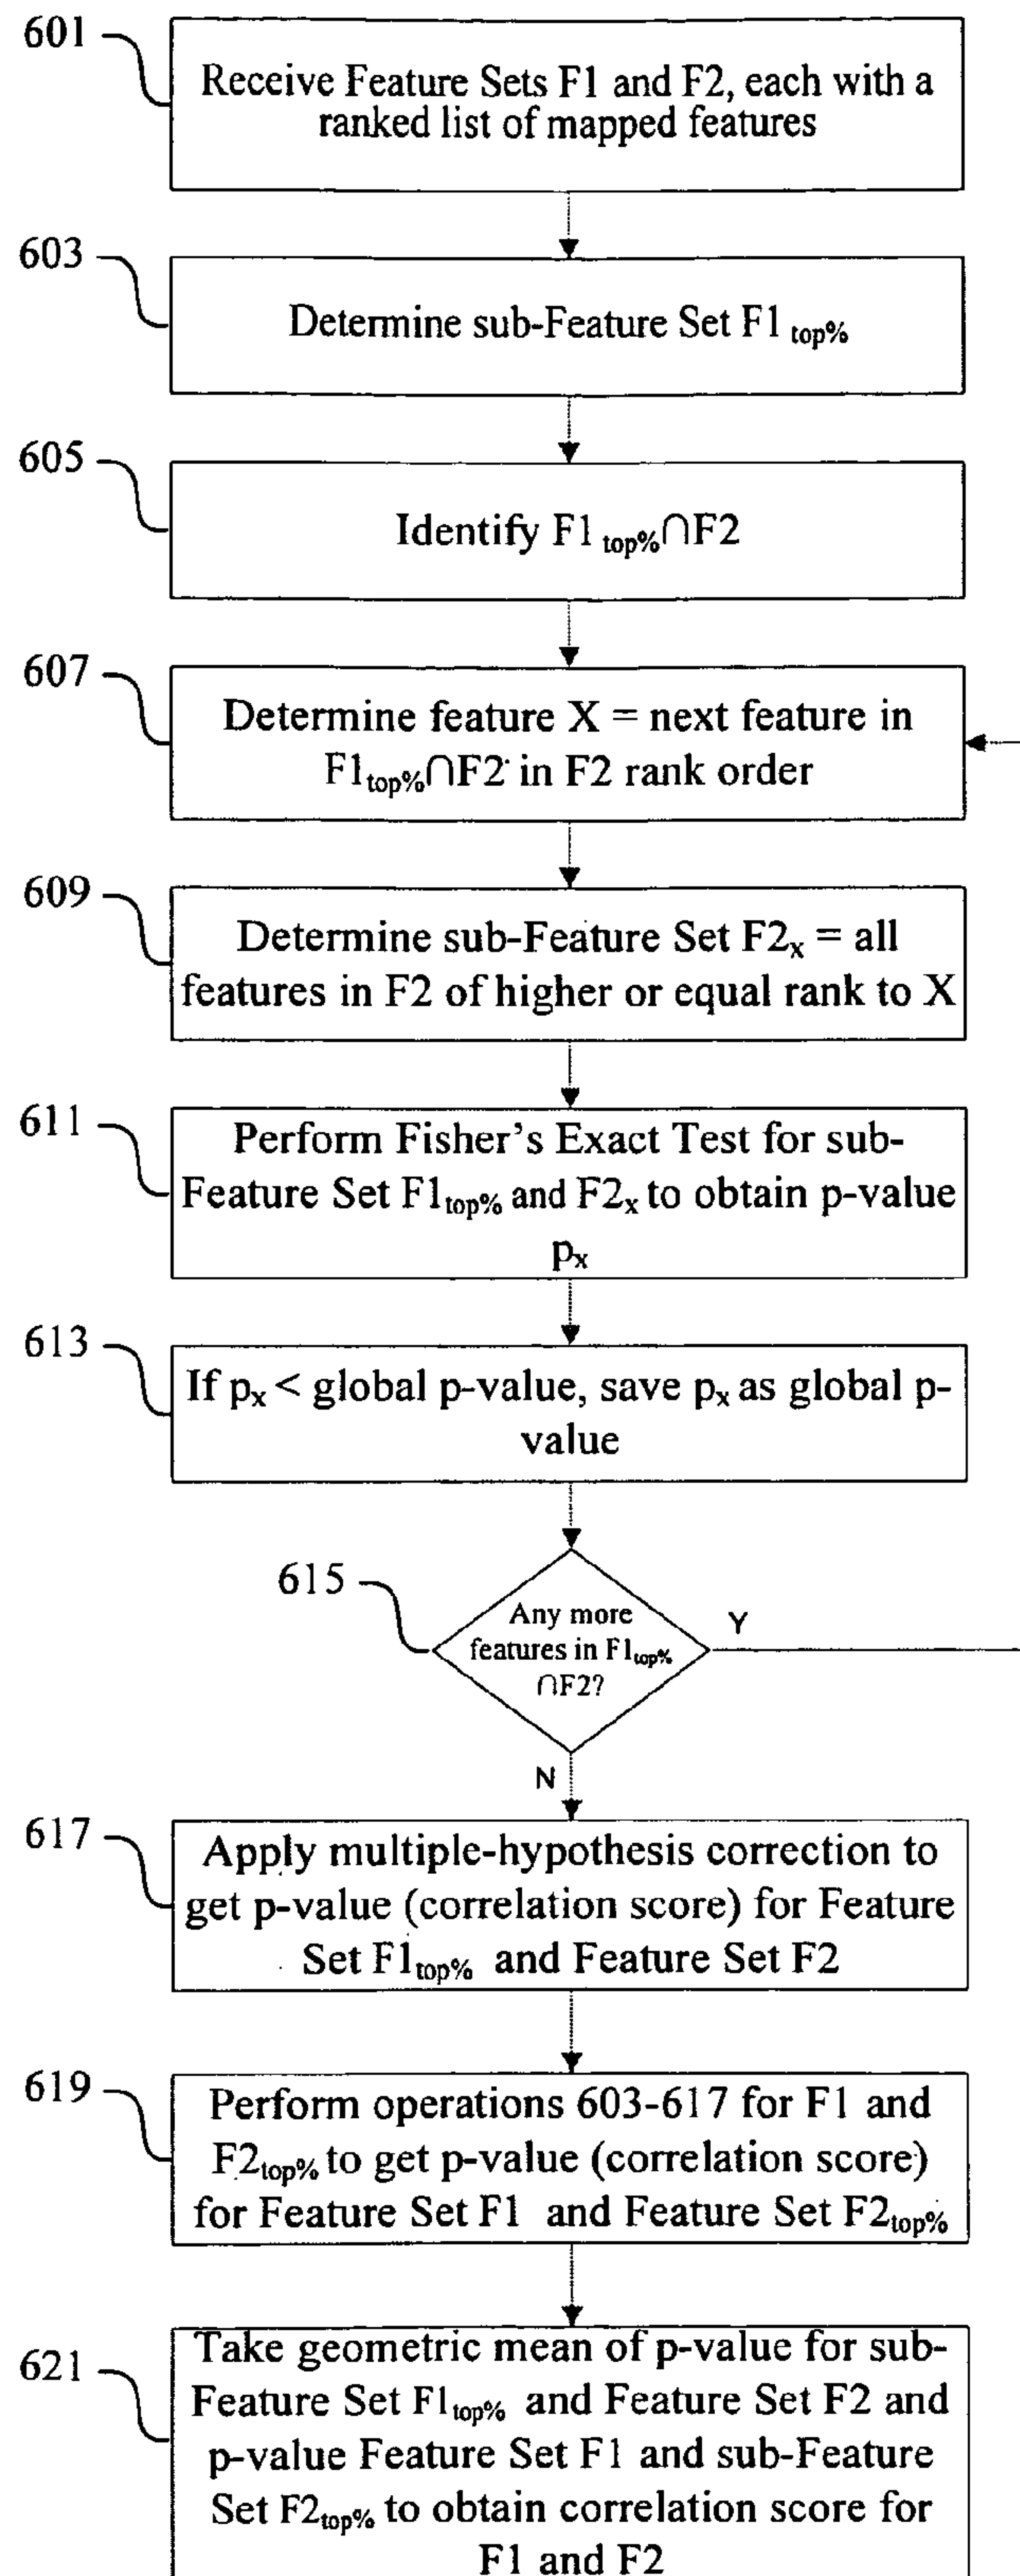 601
Receive Feature Sets F1 and F2, each with a
ranked list of mapped features
603
Determine sub-Feature Set F1 top%
605
Identify F1 top%∩F2
607
Determine feature X = next feature in
F1top%∩F2 in F2 rank order
609
Determine sub-Feature Set F2x = all
features in F2 of higher or equal rank to X
611
Perform Fisher's Exact Test for sub-
Feature Set F1top% and F2x to obtain p-value
px
613
If px < global p-value, save px as global p-
value
615
Any more
features in F1top%
∩F2?
Y
N
617
Apply multiple-hypothesis correction to
get p-value (correlation score) for Feature
Set F1top% and Feature Set F2
619
Perform operations 603-617 for F1 and
F2top% to get p-value (correlation score)
for Feature Set F1 and Feature Set F2top%
621
Take geometric mean of p-value for sub-
Feature Set F1top% and Feature Set F2 and
p-value Feature Set F1 and sub-Feature
Set F2top% to obtain correlation score for
F1 and F2